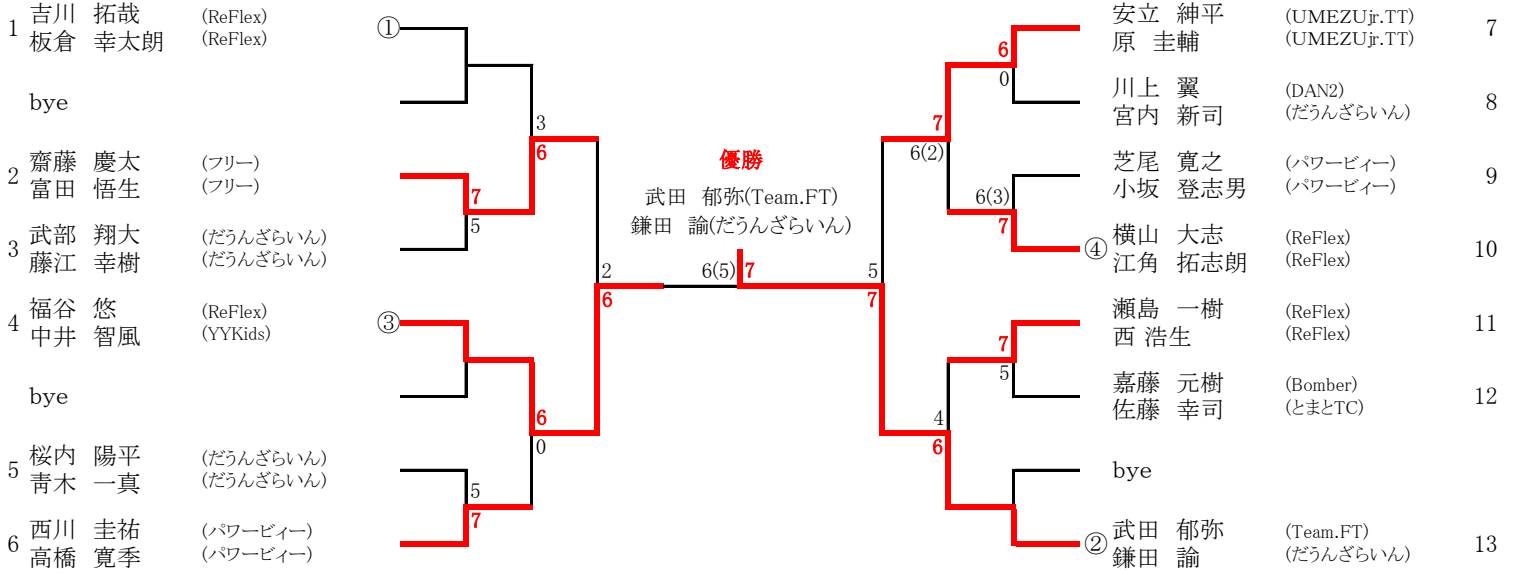 1
吉川 拓哉 (ReFlex)
板倉 幸太朗 (ReFlex)
①
bye
2
齋藤 慶太 (フリー)
富田 悟生 (フリー)
3
武部 翔大 (だうんざらいん)
藤江 幸樹 (だうんざらいん)
4
福谷 悠 (ReFlex)
中井 智風 (YYKids)
③
bye
5
桜内 陽平 (だうんざらいん)
青木 一真 (だうんざらいん)
6
西川 圭祐 (パワービィー)
高橋 寛季 (パワービィー)
3
6
7
5
2
6
6
0
5
7
優勝
武田 郁弥(Team.FT)
鎌田 諭(だうんざらいん)
6(5)
7
6
0
7
6(2)
6(3)
7
5
7
7
5
4
6
安立 紳平 (UMEZUjr.TT)
原 圭輔 (UMEZUjr.TT)
7
川上 翼 (DAN2)
宮内 新司 (だうんざらいん)
8
芝尾 寛之 (パワービィー)
小坂 登志男 (パワービィー)
9
④
横山 大志 (ReFlex)
江角 拓志朗 (ReFlex)
10
瀬島 一樹 (ReFlex)
西 浩生 (ReFlex)
11
嘉藤 元樹 (Bomber)
佐藤 幸司 (とまとTC)
12
bye
②
武田 郁弥 (Team.FT)
鎌田 諭 (だうんざらいん)
13